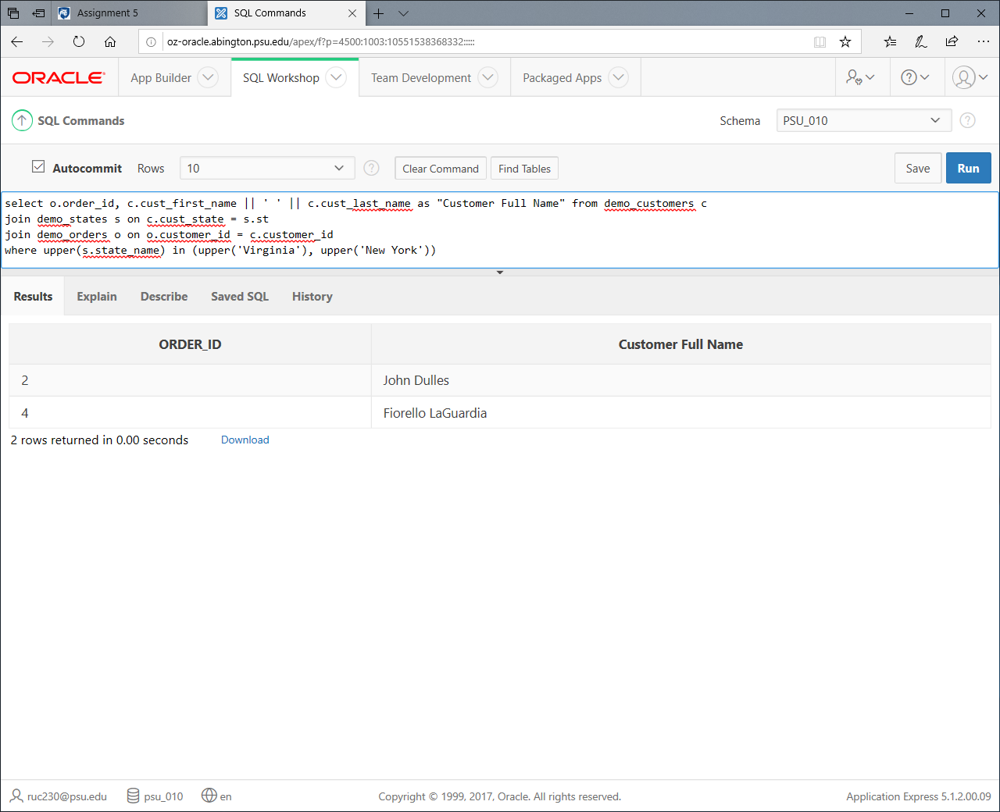 Assignment 5
SQL Commands
oz-oracle.abington.psu.edu/apex/f?p=4500:1003:10551538368332:::::
ORACLE
App Builder
SQL Workshop
Team Development
Packaged Apps
SQL Commands
Schema
PSU_010
Autocommit
Rows
10
Clear Command
Find Tables
Save
Run
select o.order_id, c.cust_first_name || ' ' || c.cust_last_name as "Customer Full Name" from demo_customers c
join demo_states s on c.cust_state = s.st
join demo_orders o on o.customer_id = c.customer_id
where upper(s.state_name) in (upper('Virginia'), upper('New York'))
Results
Explain
Describe
Saved SQL
History
ORDER_ID
Customer Full Name
2
John Dulles
4
Fiorello LaGuardia
2 rows returned in 0.00 seconds
Download
ruc230@psu.edu
psu_010
en
Copyright © 1999, 2017, Oracle. All rights reserved.
Application Express 5.1.2.00.09